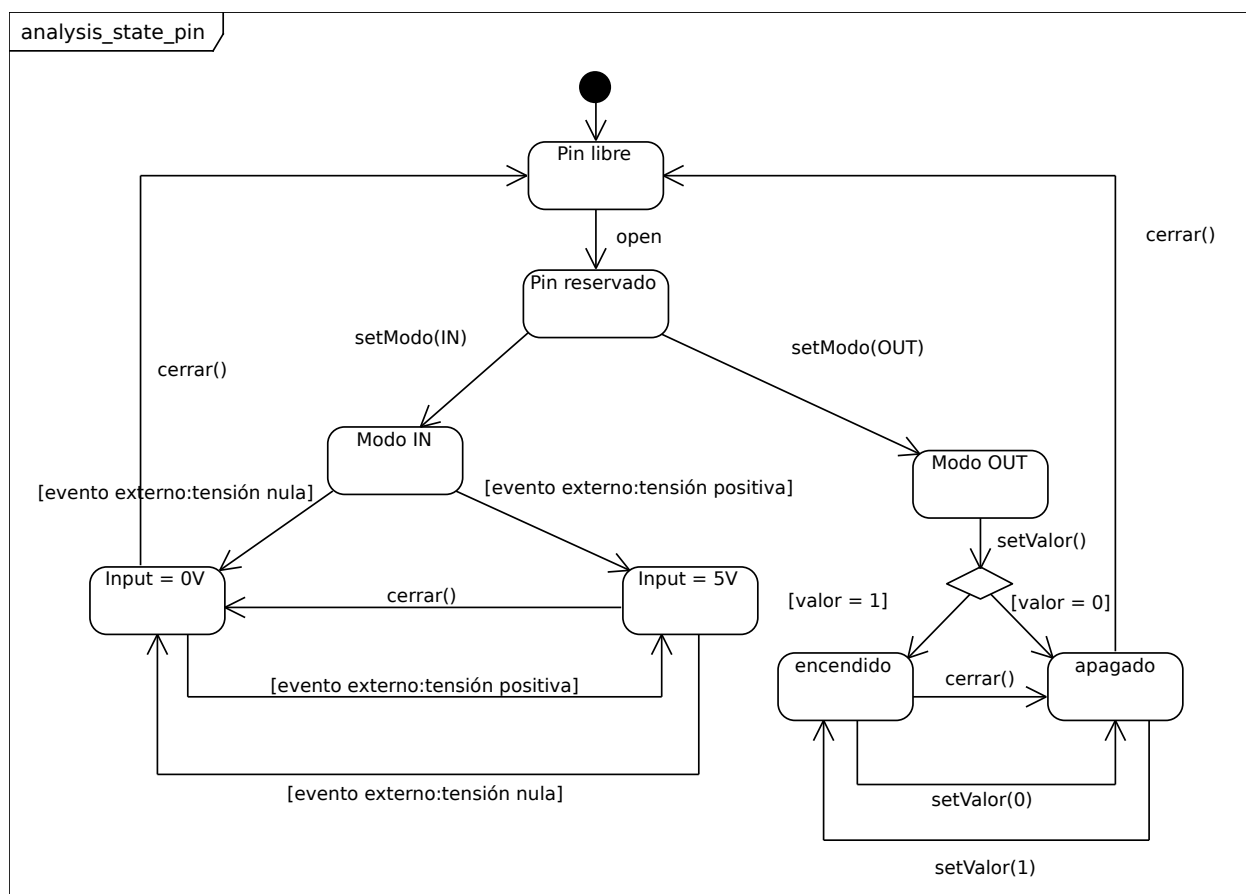 analysis_state_pin
Pin libre
open
cerrar()
Pin reservado
setModo(IN)
setModo(OUT)
cerrar()
Modo IN
Modo OUT
[evento externo:tensión nula]
[evento externo:tensión positiva]
setValor()
Input = 0V
Input = 5V
cerrar()
[valor = 1]
[valor = 0]
encendido
apagado
cerrar()
[evento externo:tensión positiva]
[evento externo:tensión nula]
setValor(0)
setValor(1)